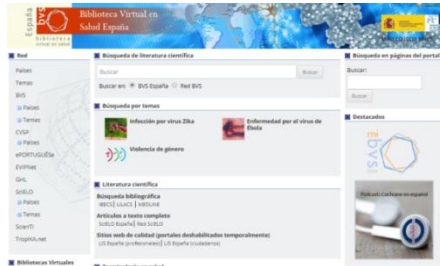 España
bvs
biblioteca
virtual en salud
Biblioteca Virtual en
Salud España
Red
Países
Temas
BVS
Países
Temas
CVSP
Países
ePORTUGUÊSe
EVIPNet
GHL
SciELO
Países
Temas
ScienTI
TropIKA.net
Bibliotecas Virtuales
Búsqueda de literatura científica
Buscar
Buscar
Buscar en: BVS España Red BVS
Búsqueda por temas
Infección por virus Zika
Enfermedad por el virus de
Ébola
Violencia de género
Literatura científica
Búsqueda bibliográfica
IBECS| LILACS | MEDLINE
Artículos a texto completo
SciELO España| Red SciELO
Sitios web de calidad (portales deshabilitados temporalmente)
LIS España (profesionales)| LIS España (ciudadanos)
Búsqueda en páginas del portal
Buscar:
Buscar
Destacados
mi
bvs
Podcast Cochrane en español